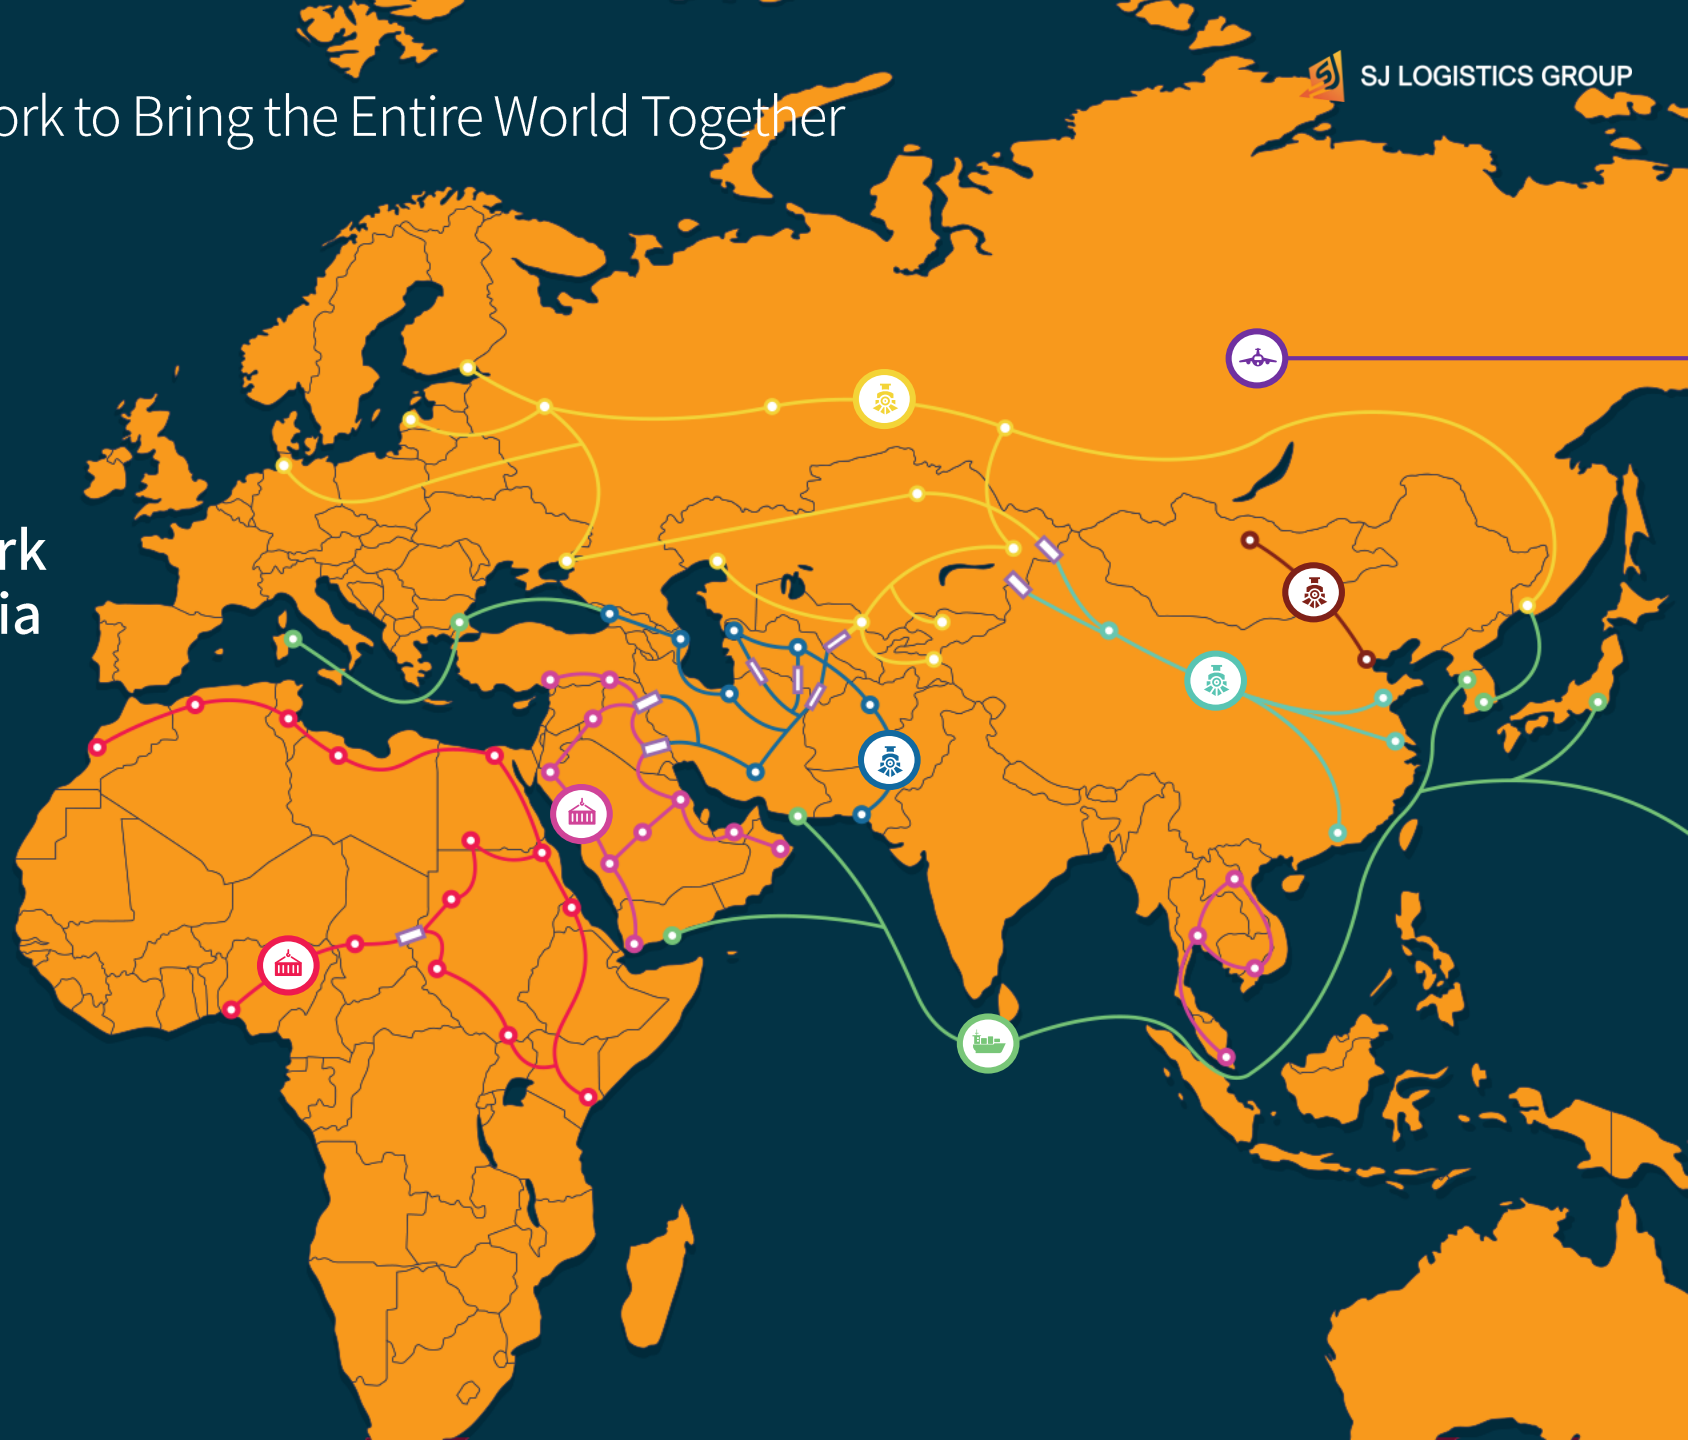 SJ LOGISTICS GROUP
ork to Bring the Entire World Together
rk
ia